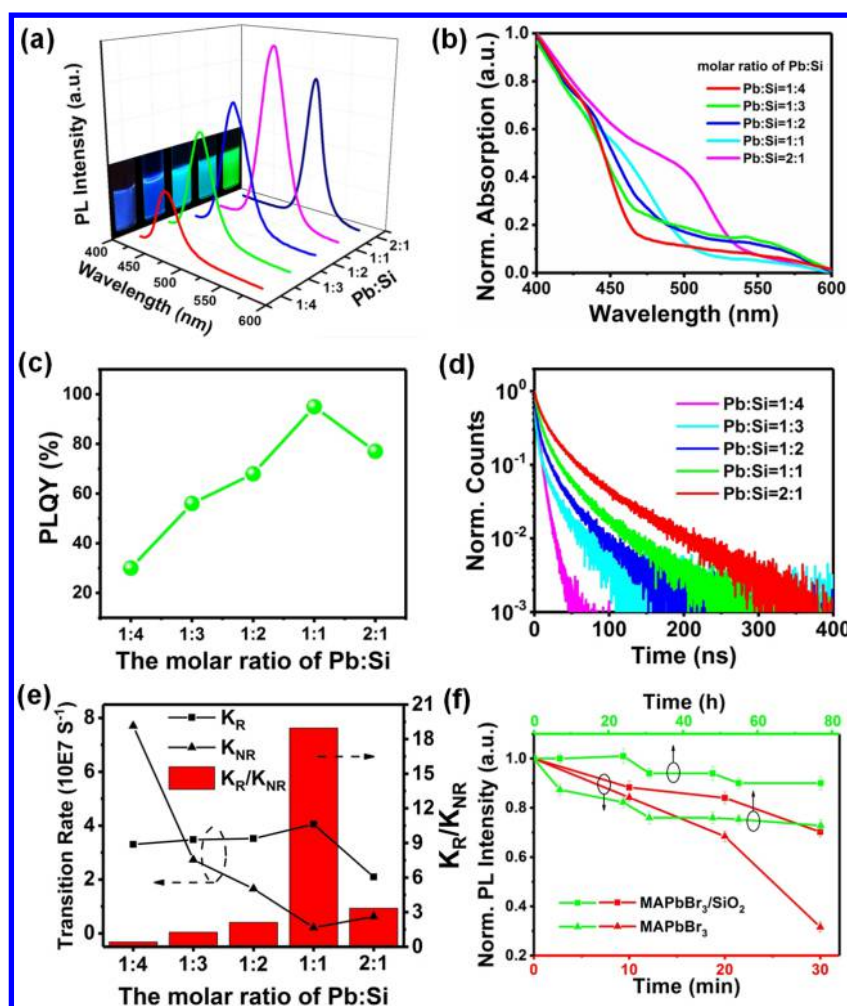 (a)
PL Intensity (a.u.)
400
450
500
550
600
Wavelength (nm)
1:4
1:3
1:2
1:1
2:1
Pb:Si
(b)
Norm. Absorption (a.u.)
1.0
0.8
0.6
0.4
0.2
0.0
molar ratio of Pb:Si
Pb:Si=1:4
Pb:Si=1:3
Pb:Si=1:2
Pb:Si=1:1
Pb:Si=2:1
400 450 500 550 600
Wavelength (nm)
(c)
PLQY (%)
100
80
60
40
20
1:4 1:3 1:2 1:1 2:1
The molar ratio of Pb:Si
(d)
Norm. Counts
10⁰
10⁻¹
10⁻²
10⁻³
Pb:Si=1:4
Pb:Si=1:3
Pb:Si=1:2
Pb:Si=1:1
Pb:Si=2:1
0 100 200 300 400
Time (ns)
(e)
Transition Rate (10E7 S⁻¹)
8
6
4
2
0
K_R
K_NR
K_R/K_NR
21
18
15
12
9
6
3
0
K_R/K_NR
1:4 1:3 1:2 1:1 2:1
The molar ratio of Pb:Si
(f)
Time (h)
0 20 40 60 80
Norm. PL Intensity (a.u.)
1.0
0.8
0.6
0.4
0.2
MAPbBr₃/SiO₂
MAPbBr₃
0 10 20 30
Time (min)